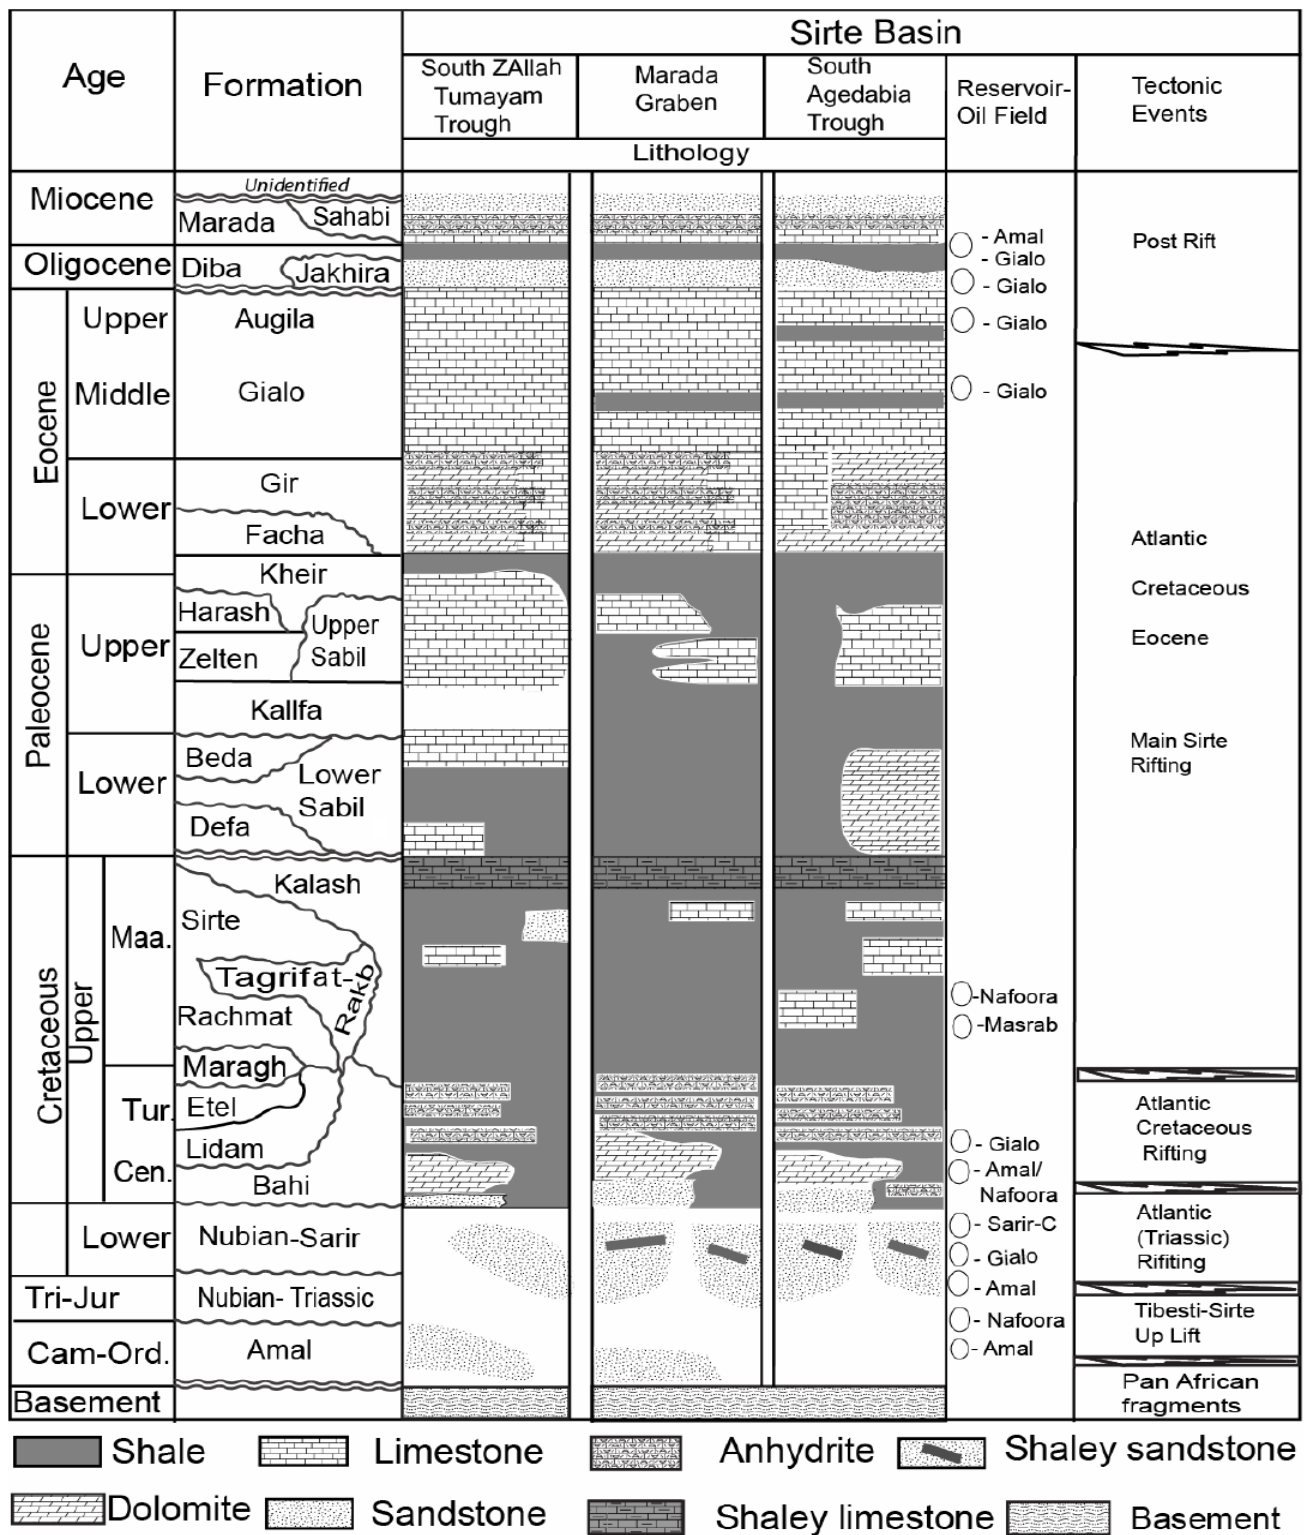 Sirte Basin
Age
Formation
South ZAllah
Tumayam
Trough
Marada
Graben
South
Agedabia
Trough
Reservoir-
Oil Field
Tectonic
Events
Lithology
Miocene
Unidentified
Marada
Sahabi
- Amal
- Gialo
Post Rift
Oligocene
Diba
Jakhira
- Gialo
Eocene
Upper
Augila
- Gialo
Middle
Gialo
- Gialo
Lower
Gir
Facha
Atlantic
Cretaceous
Eocene
Main Sirte
Rifting
Paleocene
Upper
Kheir
Harash
Zelten
Upper
Sabil
Kallfa
Lower
Beda
Lower
Sabil
Defa
Cretaceous
Upper
Maa.
Kalash
Sirte
Tagrifat-
Rakb
Rachmat
-Nafoora
-Masrab
Maragh
Tur.
Etel
Atlantic
Cretaceous
Rifting
Lidam
- Gialo
Cen.
Bahi
- Amal/
Nafoora
Lower
Nubian-Sarir
- Sarir-C
- Gialo
Atlantic
(Triassic)
Rifiting
Tri-Jur
Nubian- Triassic
- Amal
- Nafoora
Tibesti-Sirte
Up Lift
Cam-Ord.
Amal
- Amal
Basement
Pan African
fragments
Shale
Limestone
Anhydrite
Shaley sandstone
Dolomite
Sandstone
Shaley limestone
Basement